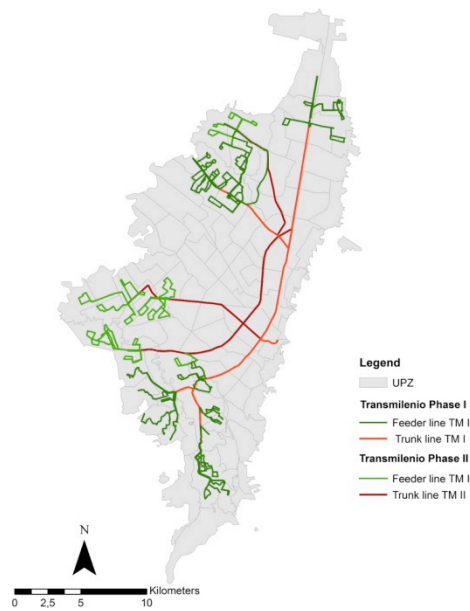 Legend
UPZ
Transmilenio Phase I
Feeder line TM I
Trunk line TM I
Transmilenio Phase II
Feeder line TM I
Trunk line TM II
N
Kilometers
0 2,5 5 10